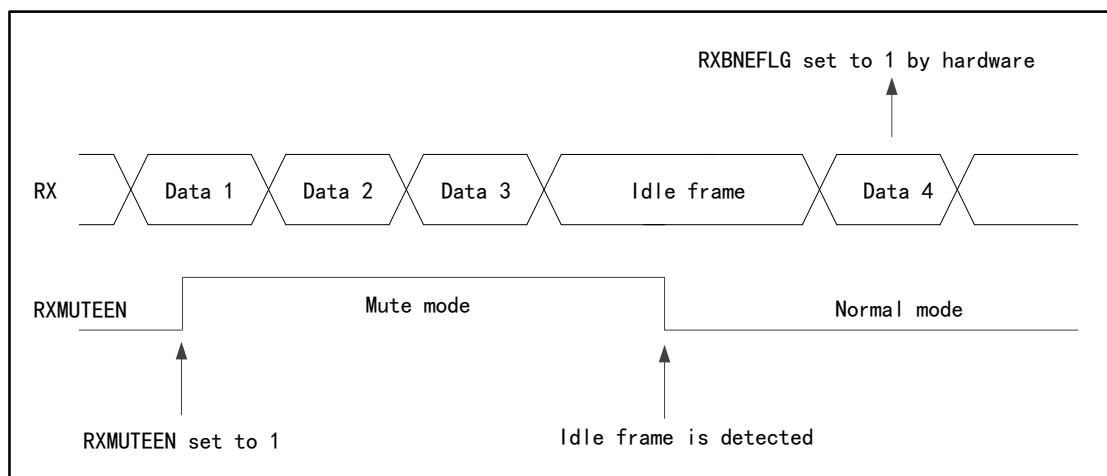 RXBNEFLG set to 1 by hardware
RX Data 1 Data 2 Data 3 Idle frame Data 4
RXMUTEEN Mute mode Normal mode
RXMUTEEN set to 1 Idle frame is detected